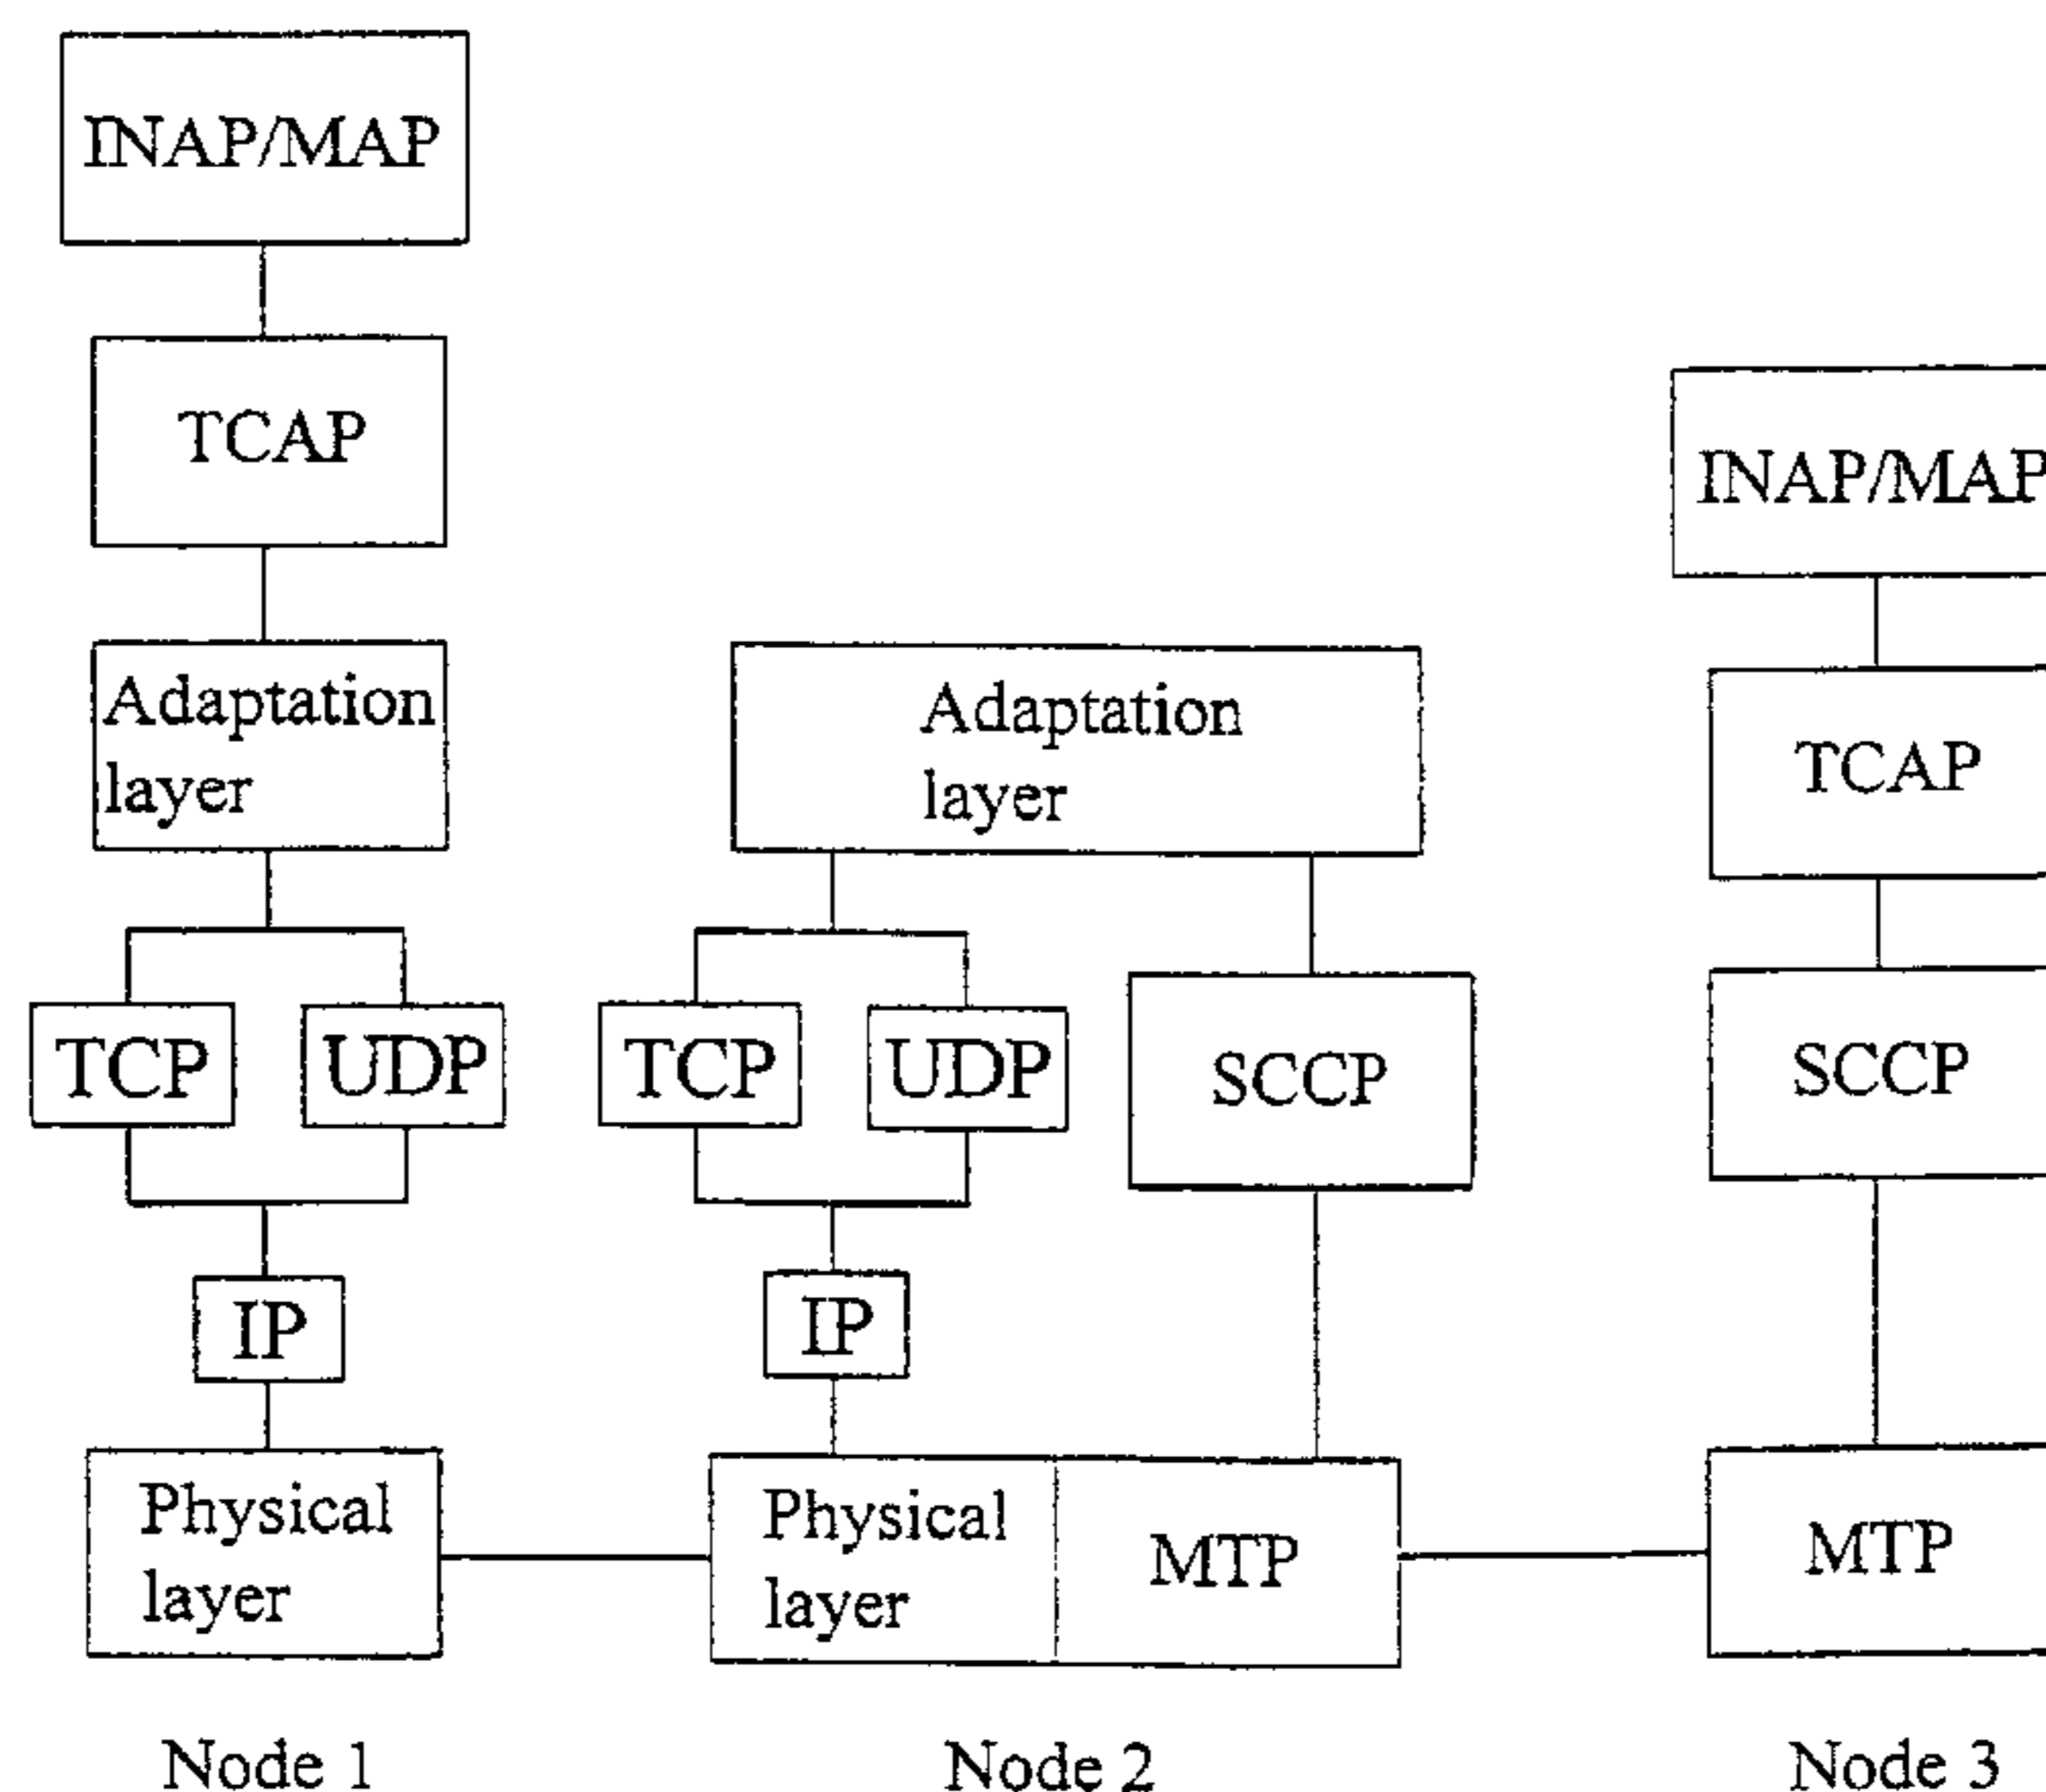 INAP/MAP
TCAP
Adaptation
layer
TCP
UDP
IP
Physical
layer
Node 1
Adaptation
layer
TCP
UDP
SCCP
IP
Physical
layer
MTP
Node 2
INAP/MAP
TCAP
SCCP
MTP
Node 3